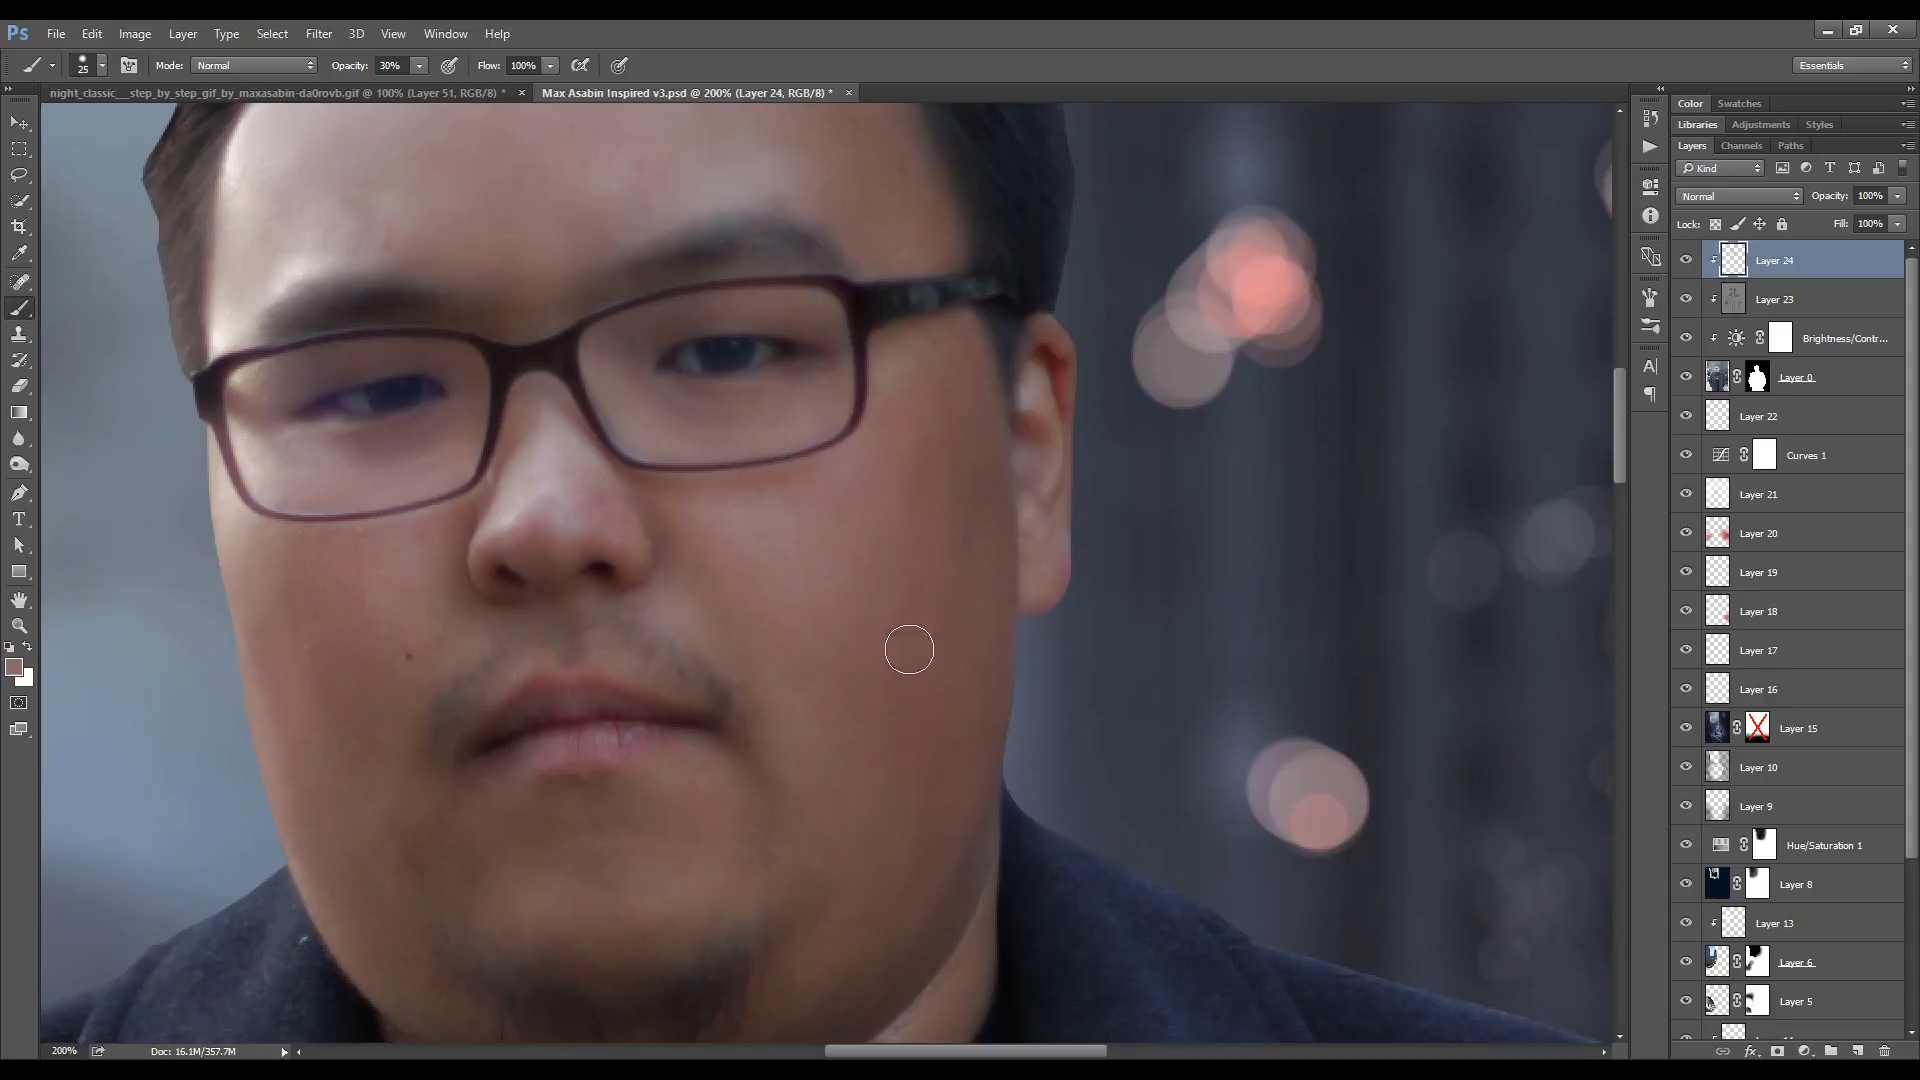 Ps File Edit Image Layer Type Select Filter 3D View Window Help
25 Mode: Normal Opacity: 30% Flow: 100% Essentials
night_classic__step_by_step_gif_by_maxasabin-da0rovb.gif @ 100% (Layer 51, RGB/8) * Max Asabin Inspired v3.psd @ 200% (Layer 24, RGB/8) *
Color Swatches
Libraries Adjustments Styles
Layers Channels Paths
Kind
Normal Opacity: 100%
Lock: Fill: 100%
Layer 24
Layer 23
Brightness/Contr...
Layer 0
Layer 22
Curves 1
Layer 21
Layer 20
Layer 19
Layer 18
Layer 17
Layer 16
Layer 15
Layer 10
Layer 9
Hue/Saturation 1
Layer 8
Layer 13
Layer 6
Layer 5
200% Doc: 16.1M/357.7M